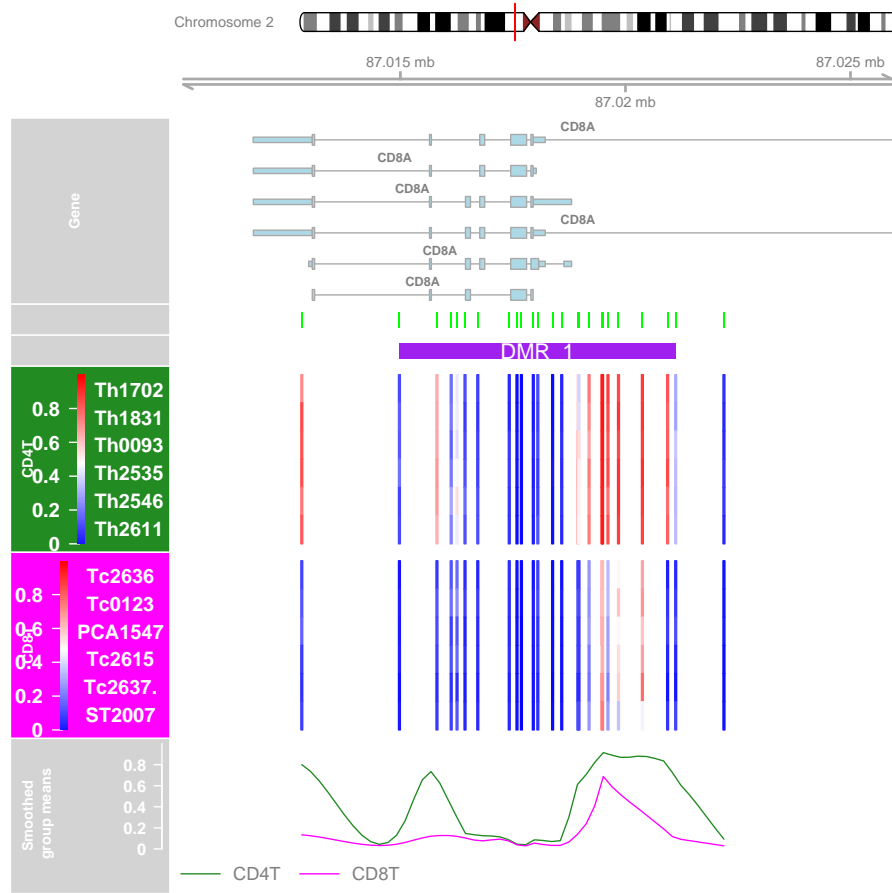 Chromosome 2
87.015 mb
87.025 mb
87.02 mb
Gene
CD8A
CD8A
CD8A
CD8A
CD8A
CD8A
DMR_1
CD4T
0.8
0.6
0.4
0.2
0
Th1702
Th1831
Th0093
Th2535
Th2546
Th2611
CD8T
0.8
0.6
0.4
0.2
0
Tc2636
Tc0123
PCA1547
Tc2615
Tc2637.
ST2007
Smoothed
group means
0.8
0.6
0.4
0.2
0
CD4T
CD8T